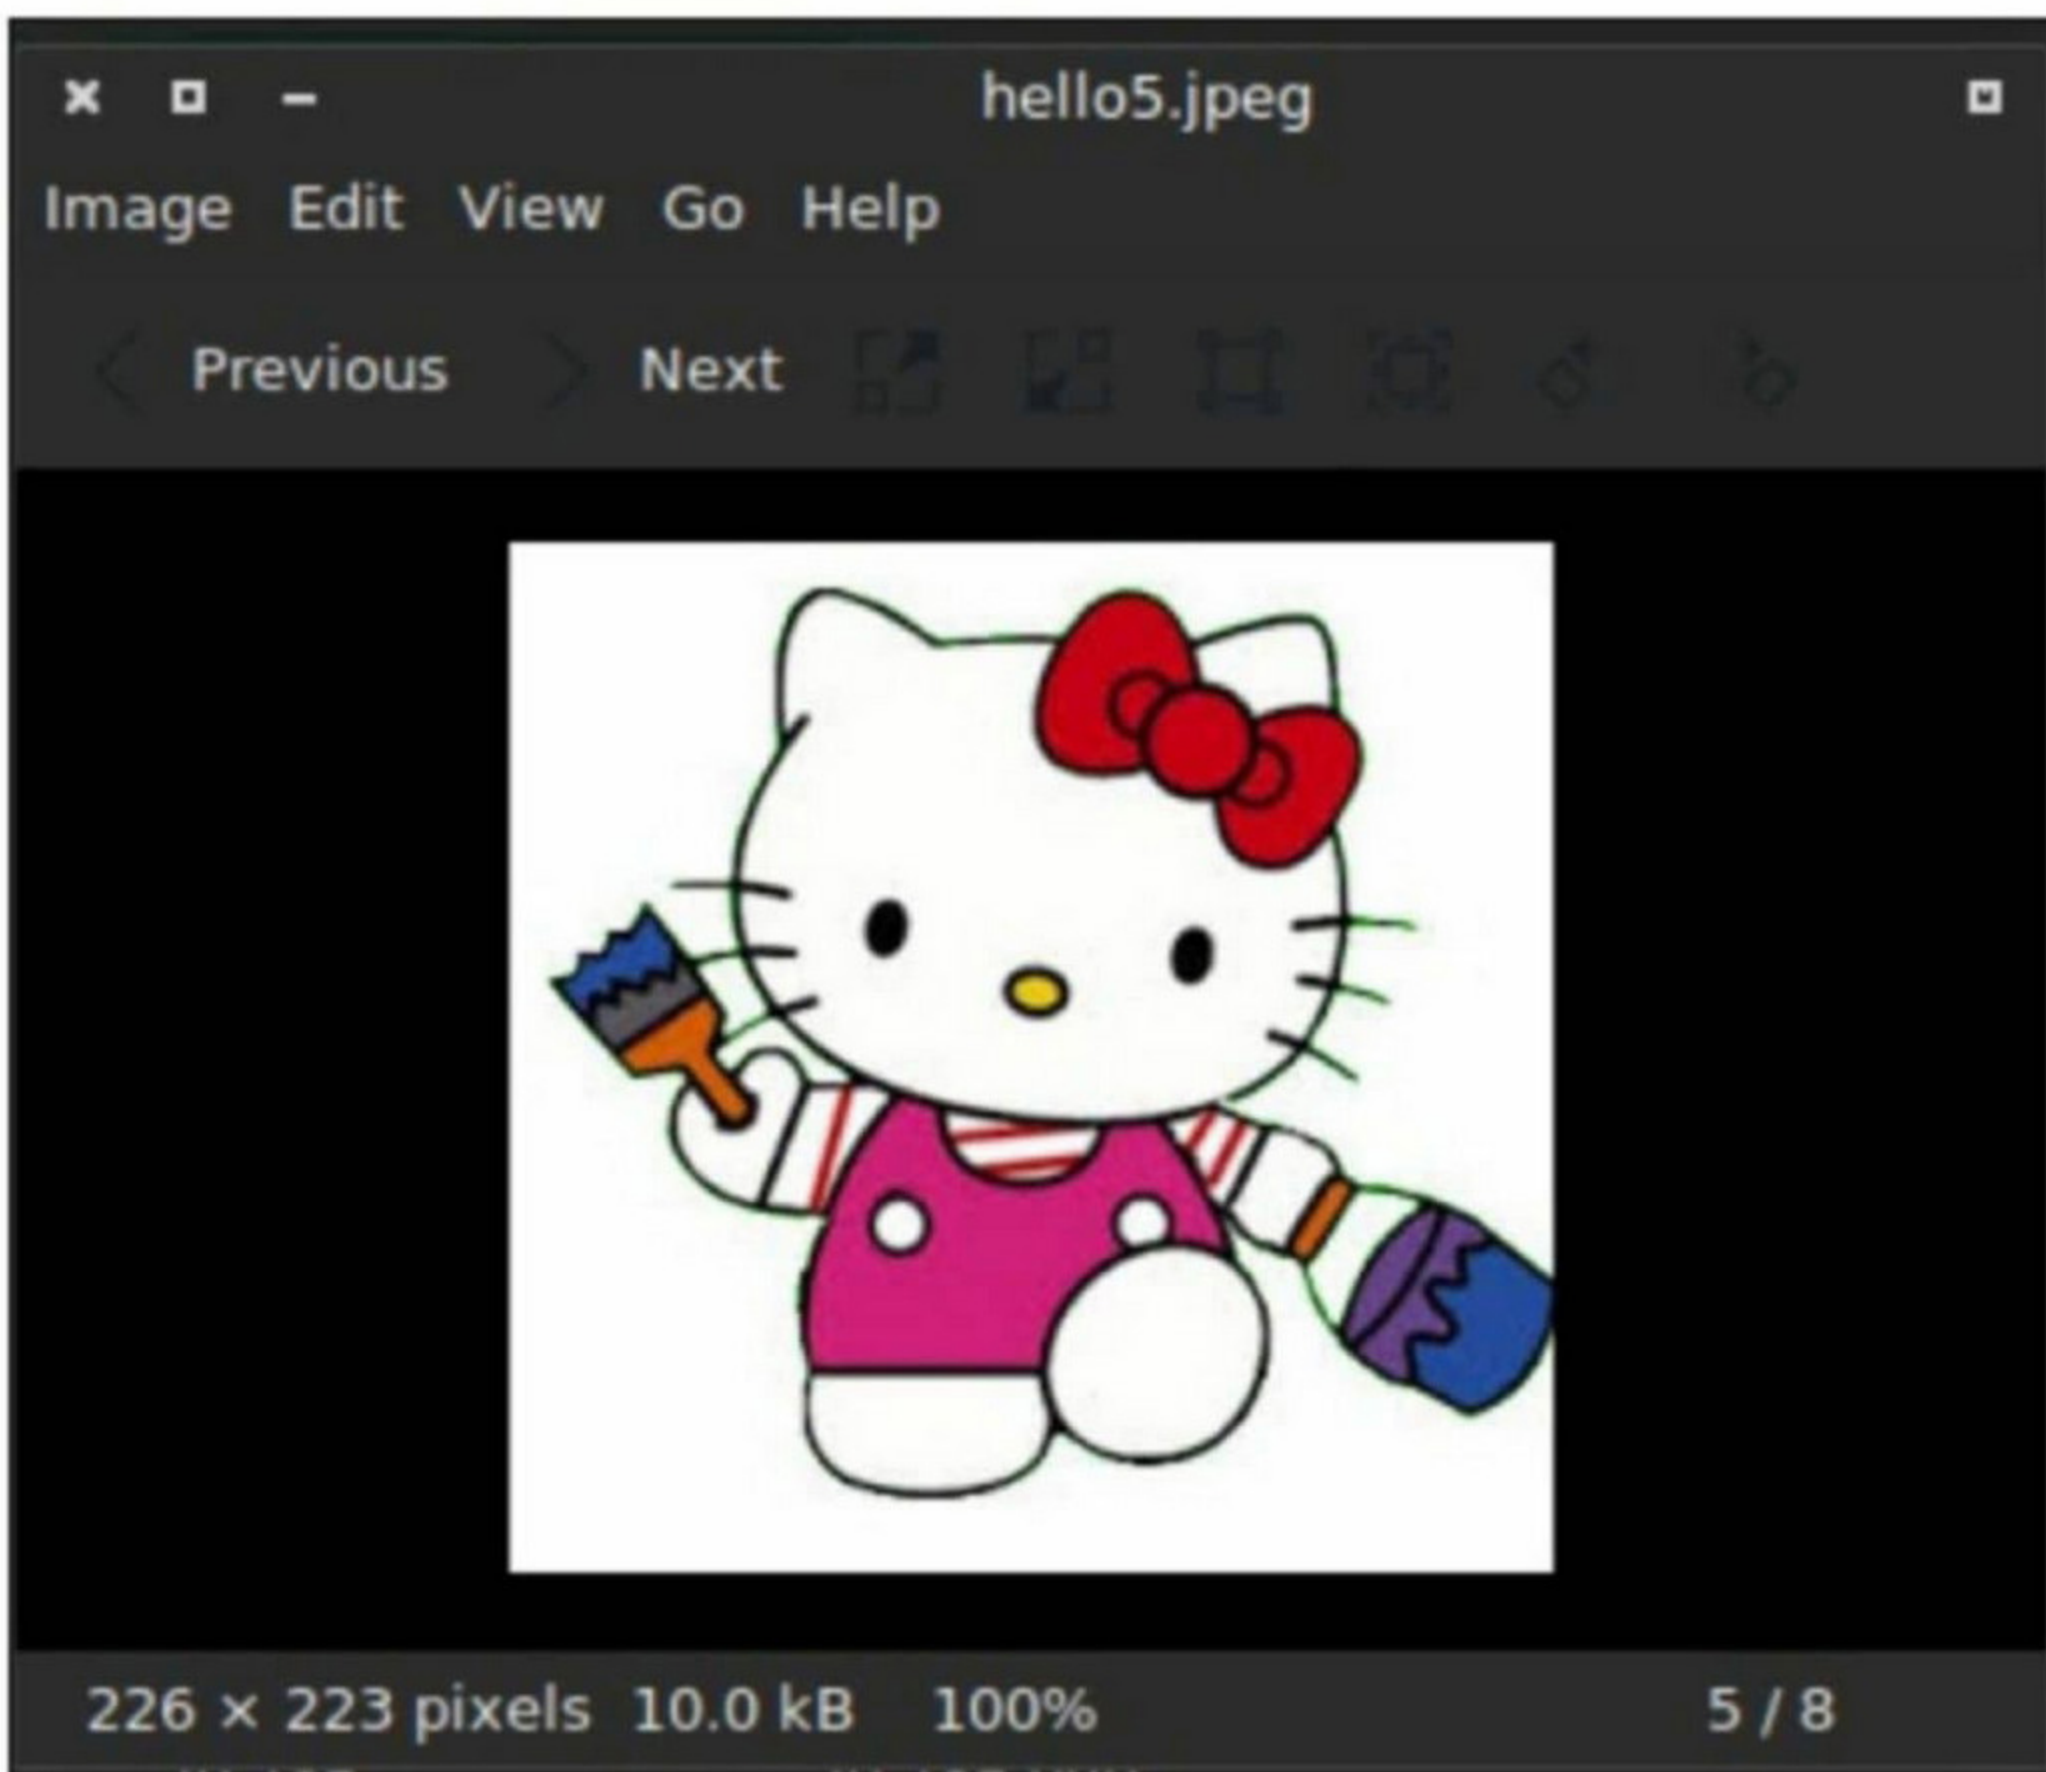 hello5.jpeg
Image Edit View Go Help
Previous Next
226 × 223 pixels 10.0 kB 100% 5 / 8